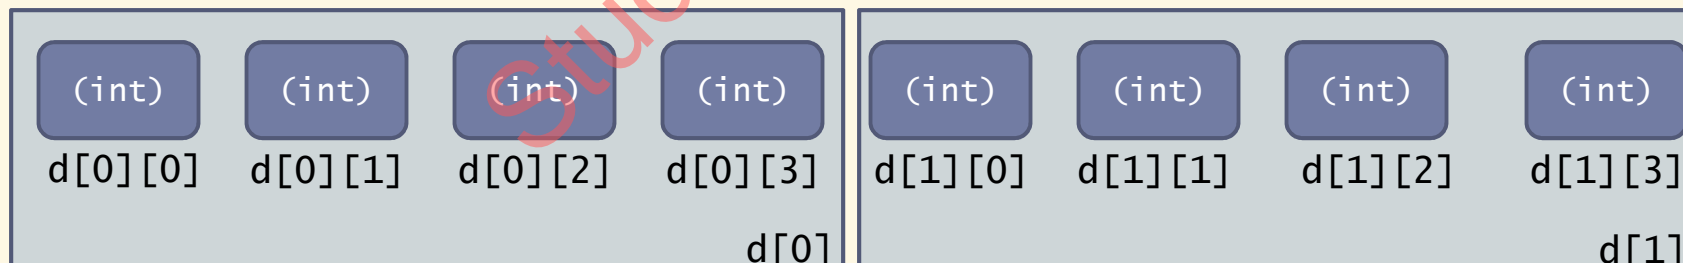 (int) (int) (int) (int) (int) (int) (int) (int)
d[0][0] d[0][1] d[0][2] d[0][3] d[1][0] d[1][1] d[1][2] d[1][3]
d[0] d[1]